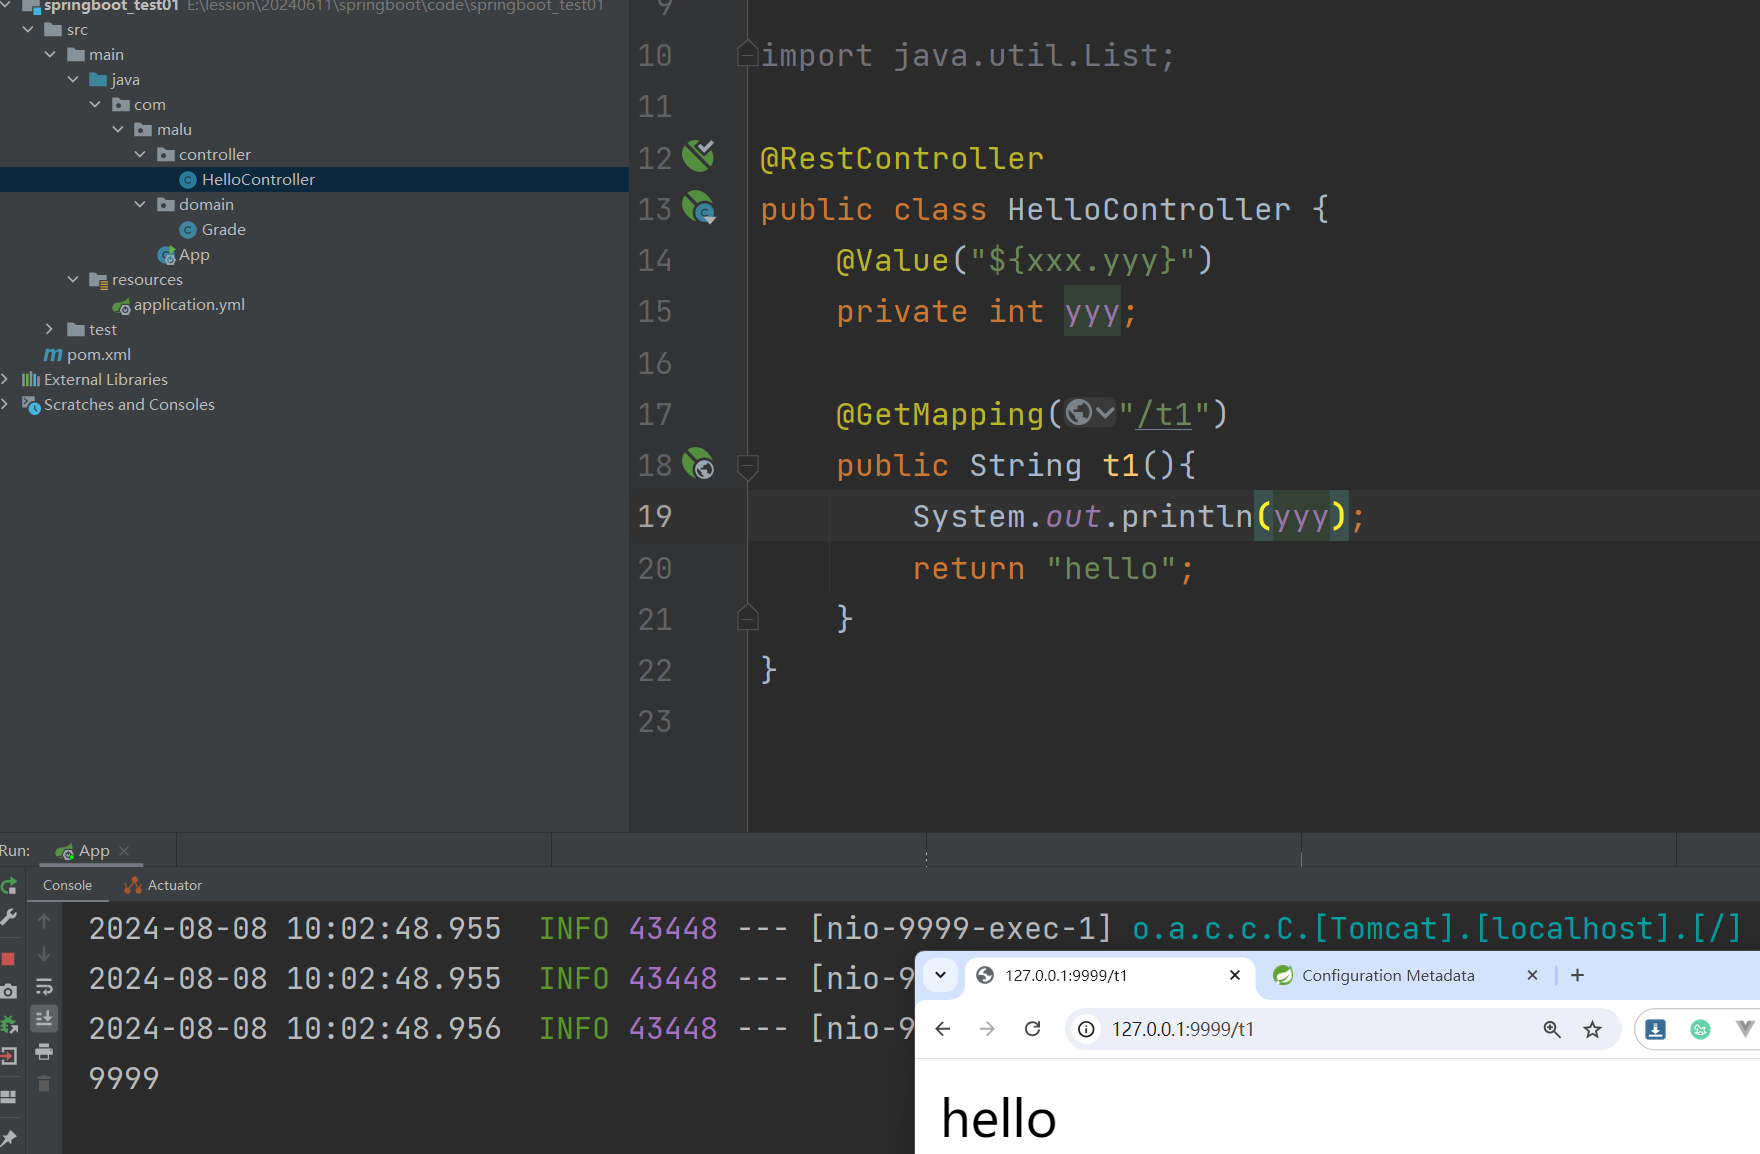 springboot_test01 E:\lession\20240611\springboot\code\springboot_test01
src
main
java
com
malu
controller
HelloController
domain
Grade
App
resources
application.yml
test
pom.xml
External Libraries
Scratches and Consoles
9
10 import java.util.List;
11
12 @RestController
13 public class HelloController {
14 @Value("${xxx.yyy}")
15 private int yyy;
16
17 @GetMapping("/t1")
18 public String t1(){
19 System.out.println(yyy);
20 return "hello";
21 }
22 }
23
Run: App
Console Actuator
2024-08-08 10:02:48.955 INFO 43448 --- [nio-9999-exec-1] o.a.c.c.C.[Tomcat].[localhost].[/]
2024-08-08 10:02:48.955 INFO 43448 --- [nio-9
2024-08-08 10:02:48.956 INFO 43448 --- [nio-9
9999
127.0.0.1:9999/t1 Configuration Metadata
127.0.0.1:9999/t1
hello